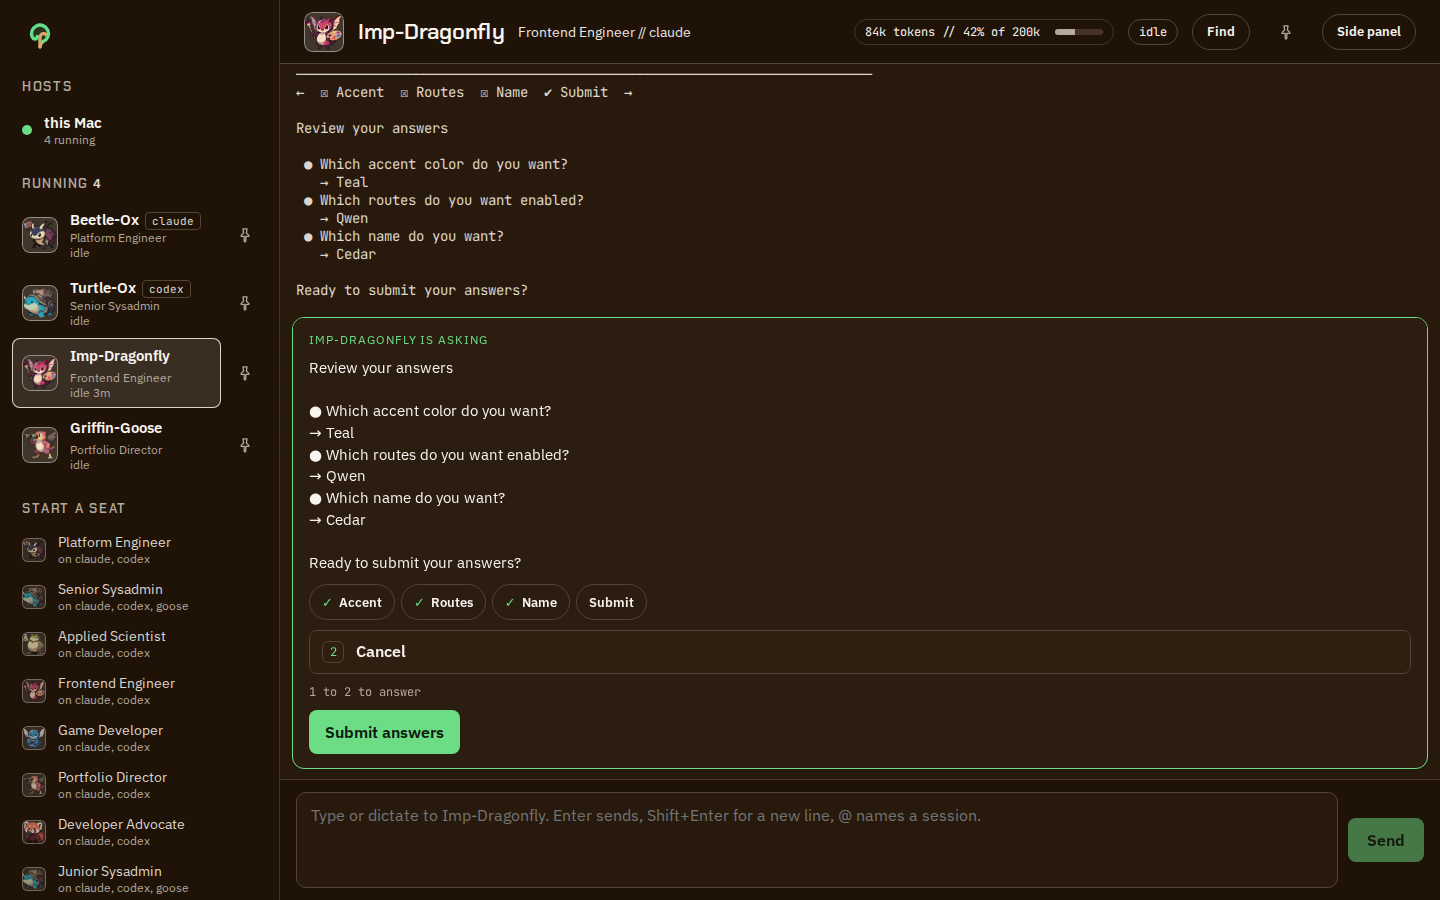 HOSTS
this Mac
4 running
RUNNING 4
Beetle-Ox claude
Platform Engineer
idle
Turtle-Ox codex
Senior Sysadmin
idle
Imp-Dragonfly
Frontend Engineer
idle 3m
Griffin-Goose
Portfolio Director
idle
START A SEAT
Platform Engineer
on claude, codex
Senior Sysadmin
on claude, codex, goose
Applied Scientist
on claude, codex
Frontend Engineer
on claude, codex
Game Developer
on claude, codex
Portfolio Director
on claude, codex
Developer Advocate
on claude, codex
Junior Sysadmin
on claude, codex, goose
Imp-Dragonfly Frontend Engineer // claude 84k tokens // 42% of 200k idle Find Side panel
← ☒ Accent ☒ Routes ☒ Name ✔ Submit →
Review your answers
● Which accent color do you want?
→ Teal
● Which routes do you want enabled?
→ Qwen
● Which name do you want?
→ Cedar
Ready to submit your answers?
IMP-DRAGONFLY IS ASKING
Review your answers
● Which accent color do you want?
→ Teal
● Which routes do you want enabled?
→ Qwen
● Which name do you want?
→ Cedar
Ready to submit your answers?
✓ Accent ✓ Routes ✓ Name Submit
2 Cancel
1 to 2 to answer
Submit answers
Type or dictate to Imp-Dragonfly. Enter sends, Shift+Enter for a new line, @ names a session.
Send